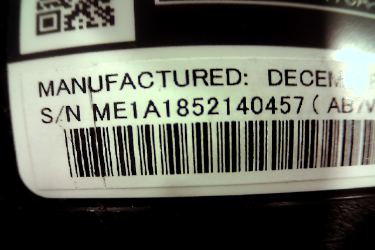 MANUFACTURED: DECEM
S/N ME1A1852140457 ( AB